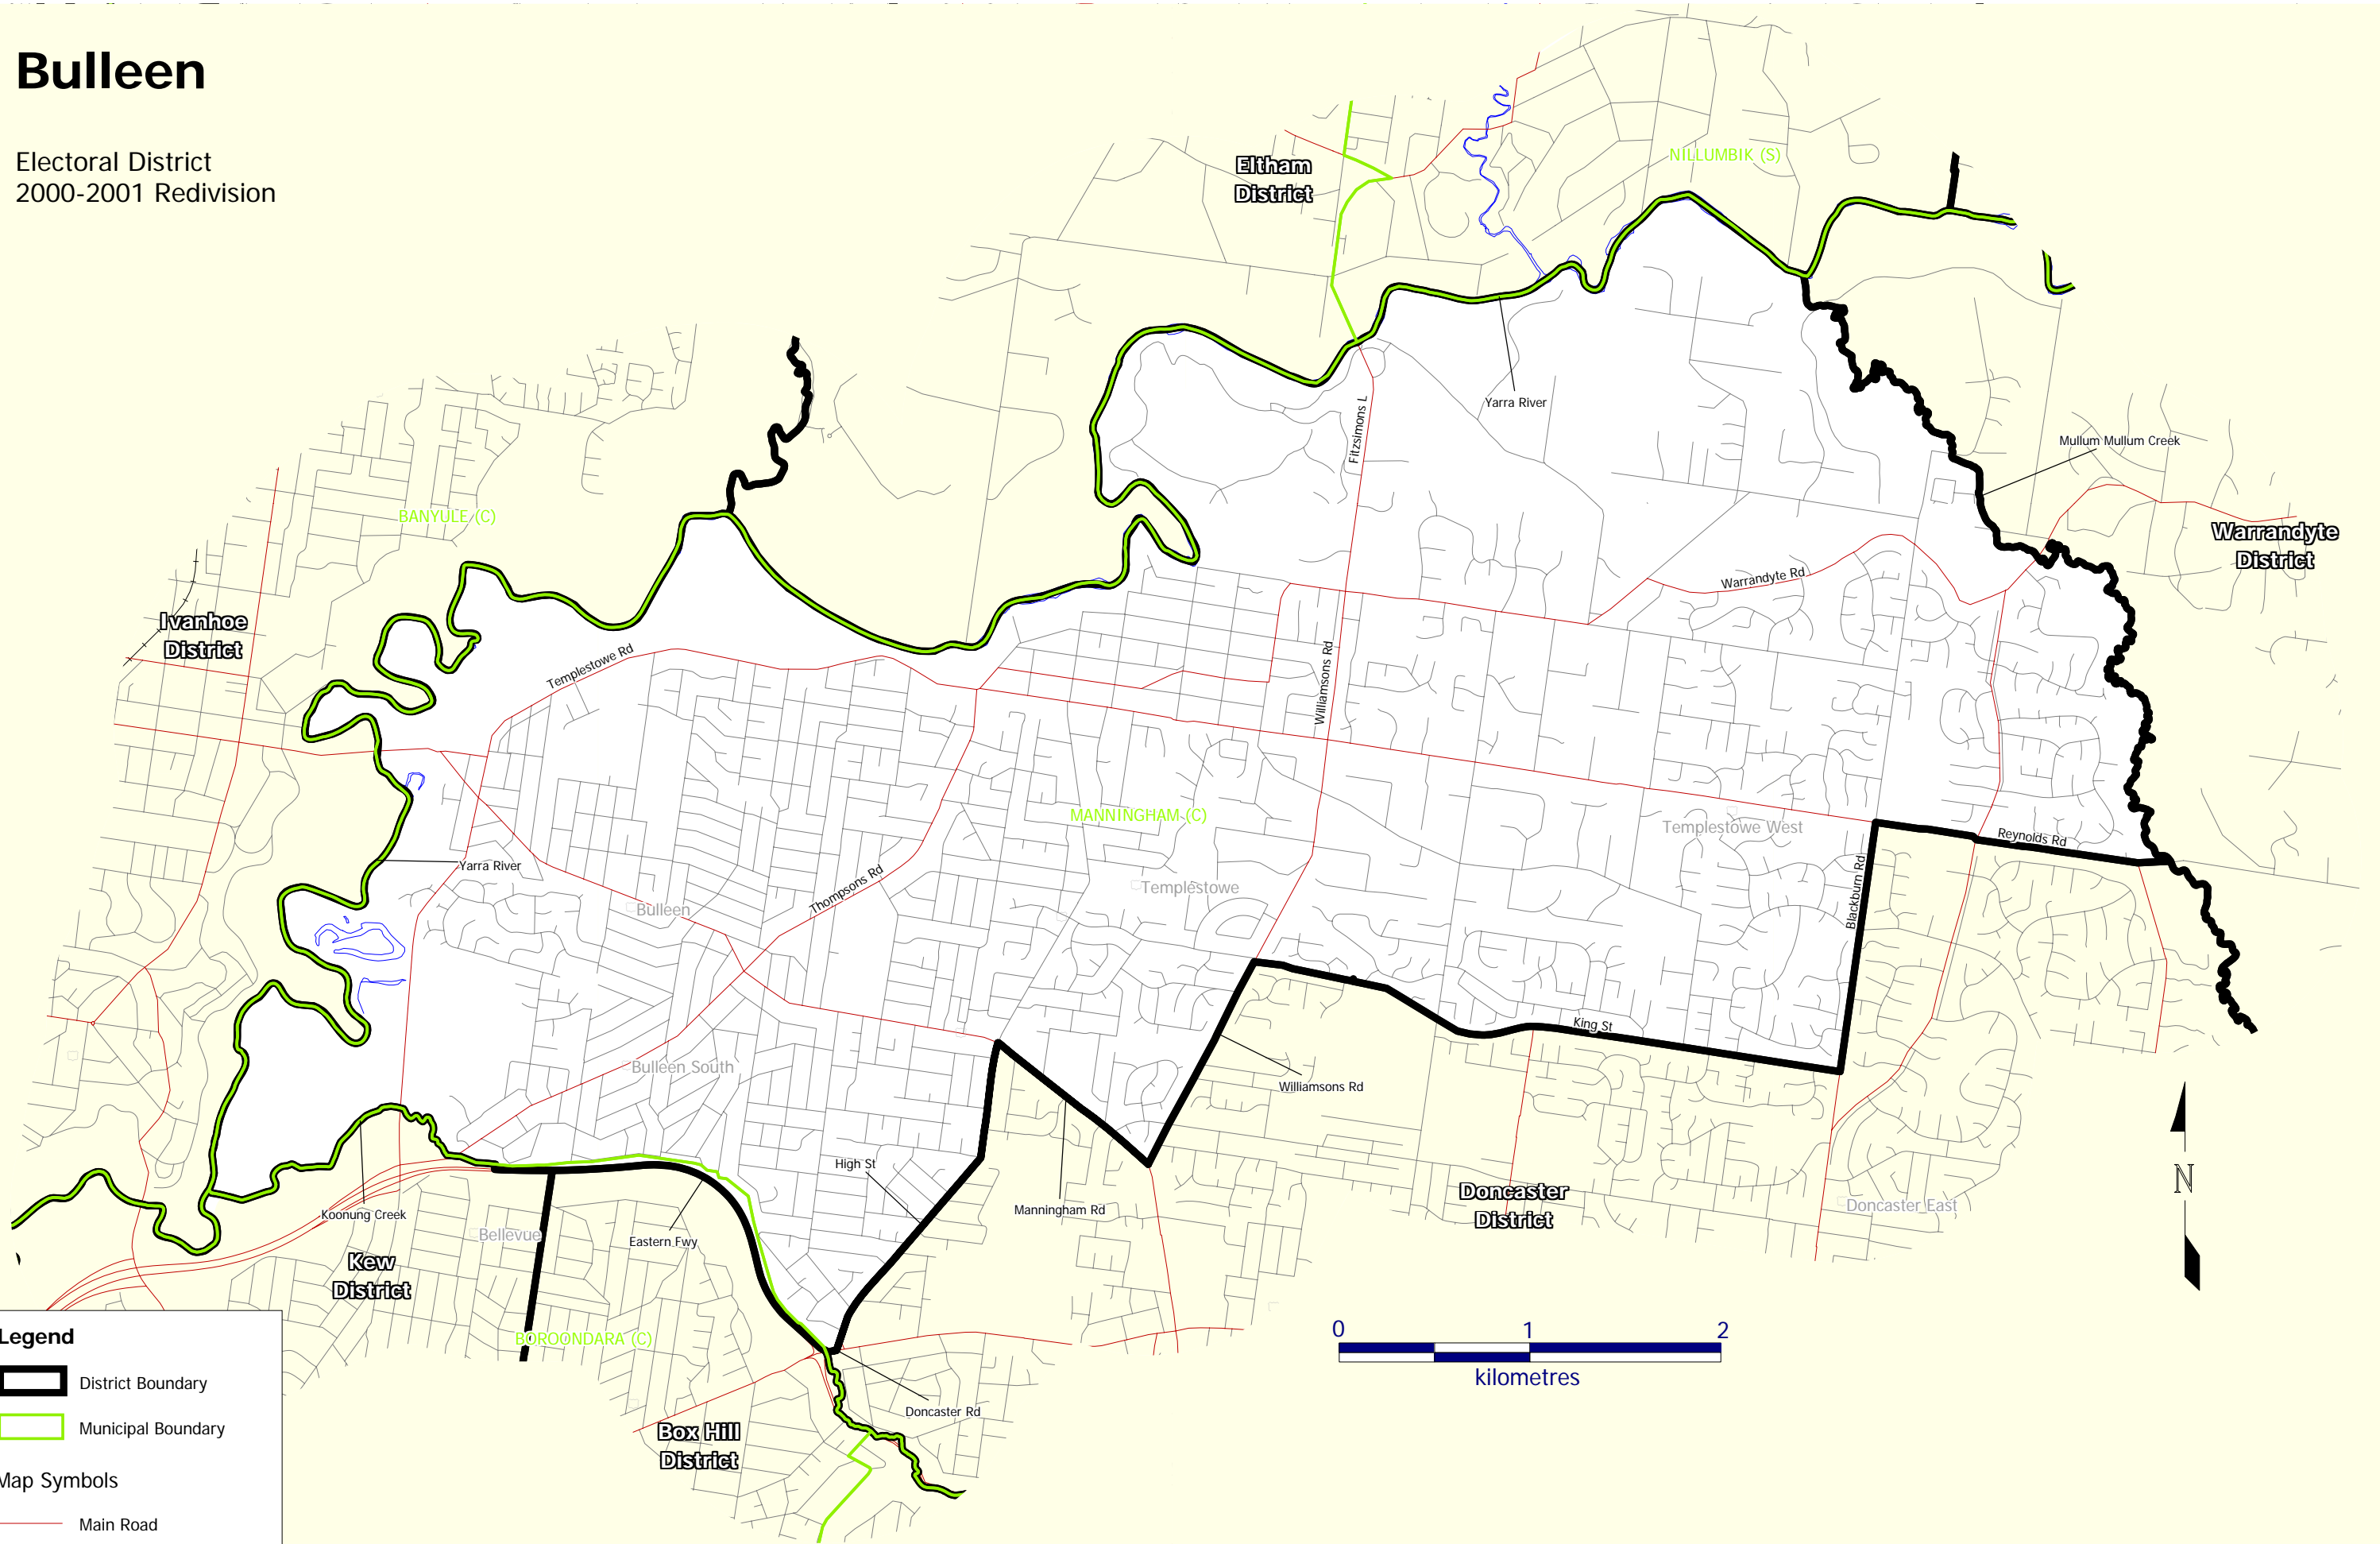 Bulleen
Electoral District
2000-2001 Redivision
Eltham
District
NILLUMBIK (S)
Yarra River
Fitzsimons L
Mullum Mullum Creek
BANYULE (C)
Warrandyte
District
Warrandyte Rd
Ivanhoe
District
Templestowe Rd
Williamsons Rd
MANNINGHAM (C)
Templestowe West
Reynolds Rd
Yarra River
Thompsons Rd
Templestowe
Blackburn Rd
Bulleen
King St
Bulleen South
Williamsons Rd
High St
Manningham Rd
Doncaster
District
Doncaster East
N
Koonung Creek
Bellevue
Eastern Fwy
Kew
District
BOROONDARA (C)
0 1 2
kilometres
Doncaster Rd
Box Hill
District
Legend
District Boundary
Municipal Boundary
Map Symbols
Main Road